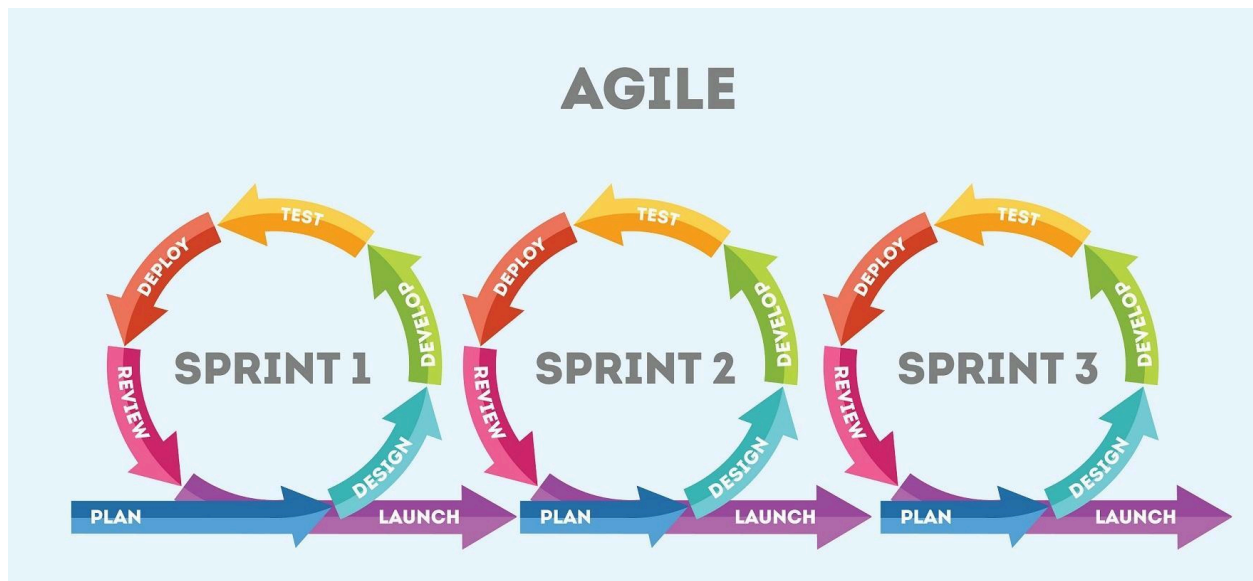 AGILE
SPRINT 1
PLAN
DESIGN
DEVELOP
TEST
DEPLOY
REVIEW
LAUNCH
SPRINT 2
PLAN
DESIGN
DEVELOP
TEST
DEPLOY
REVIEW
LAUNCH
SPRINT 3
PLAN
DESIGN
DEVELOP
TEST
DEPLOY
REVIEW
LAUNCH